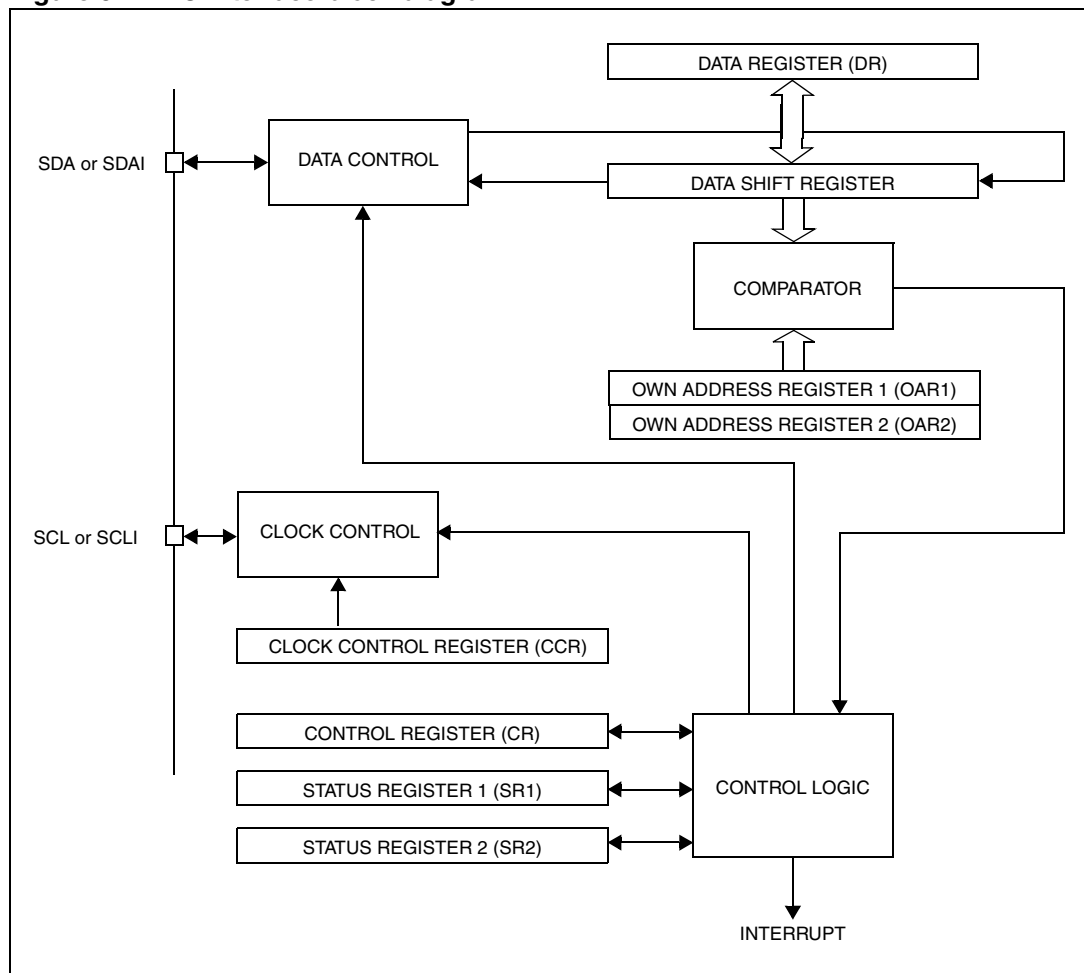 DATA REGISTER (DR)
SDA or SDAI
DATA CONTROL
DATA SHIFT REGISTER
COMPARATOR
OWN ADDRESS REGISTER 1 (OAR1)
OWN ADDRESS REGISTER 2 (OAR2)
SCL or SCLI
CLOCK CONTROL
CLOCK CONTROL REGISTER (CCR)
CONTROL REGISTER (CR)
STATUS REGISTER 1 (SR1)
CONTROL LOGIC
STATUS REGISTER 2 (SR2)
INTERRUPT